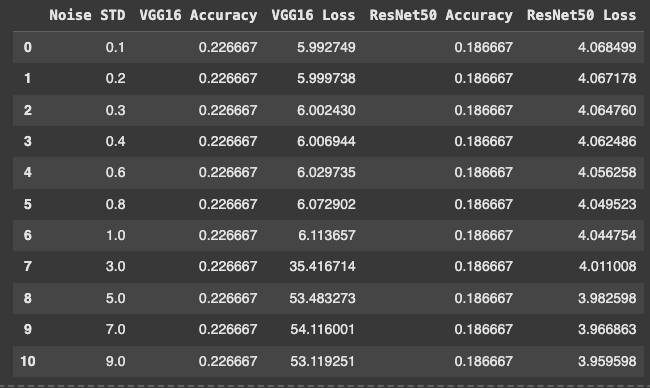 Noise STD VGG16 Accuracy VGG16 Loss ResNet50 Accuracy ResNet50 Loss
0 0.1 0.226667 5.992749 0.186667 4.068499
1 0.2 0.226667 5.999738 0.186667 4.067178
2 0.3 0.226667 6.002430 0.186667 4.064760
3 0.4 0.226667 6.006944 0.186667 4.062486
4 0.6 0.226667 6.029735 0.186667 4.056258
5 0.8 0.226667 6.072902 0.186667 4.049523
6 1.0 0.226667 6.113657 0.186667 4.044754
7 3.0 0.226667 35.416714 0.186667 4.011008
8 5.0 0.226667 53.483273 0.186667 3.982598
9 7.0 0.226667 54.116001 0.186667 3.966863
10 9.0 0.226667 53.119251 0.186667 3.959598